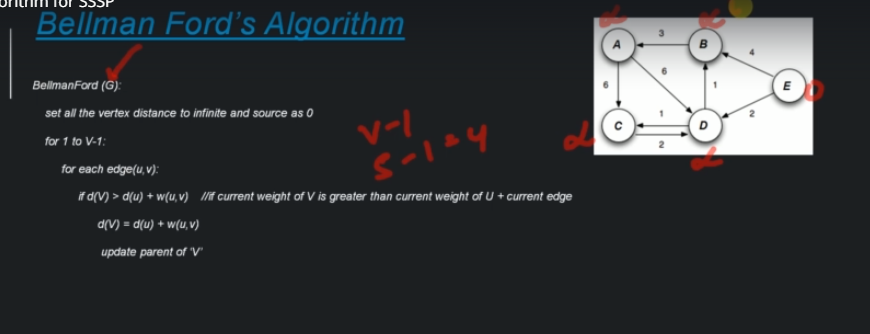 orithm for SSSP
Bellman Ford's Algorithm
BellmanFord (G):
set all the vertex distance to infinite and source as 0
for 1 to V-1:
for each edge(u,v):
if d(V) > d(u) + w(u,v) //if current weight of V is greater than current weight of U + current edge
d(V) = d(u) + w(u,v)
update parent of 'V'
V-1
5-1=4
A
3
B
4
6
6
1
E
0
C
1
D
2
2